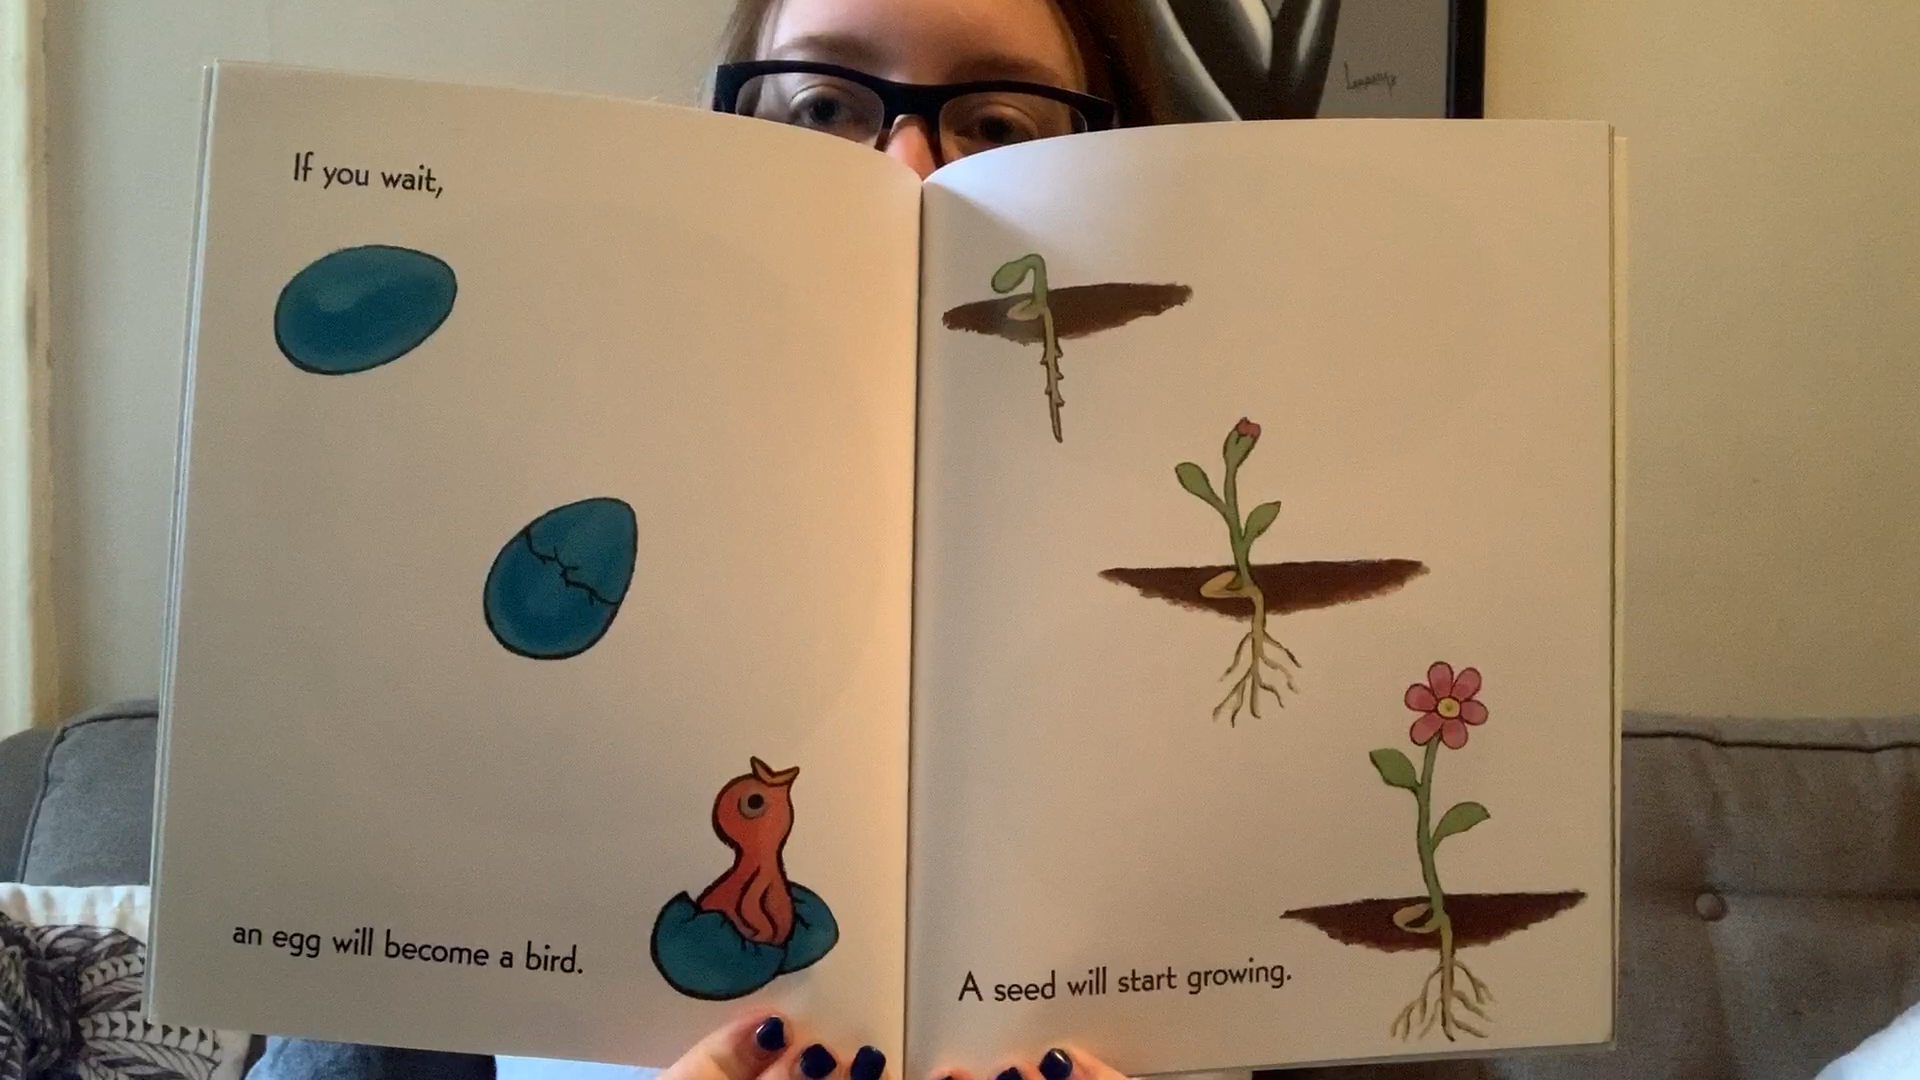 If you wait,
an egg will become a bird.
A seed will start growing.